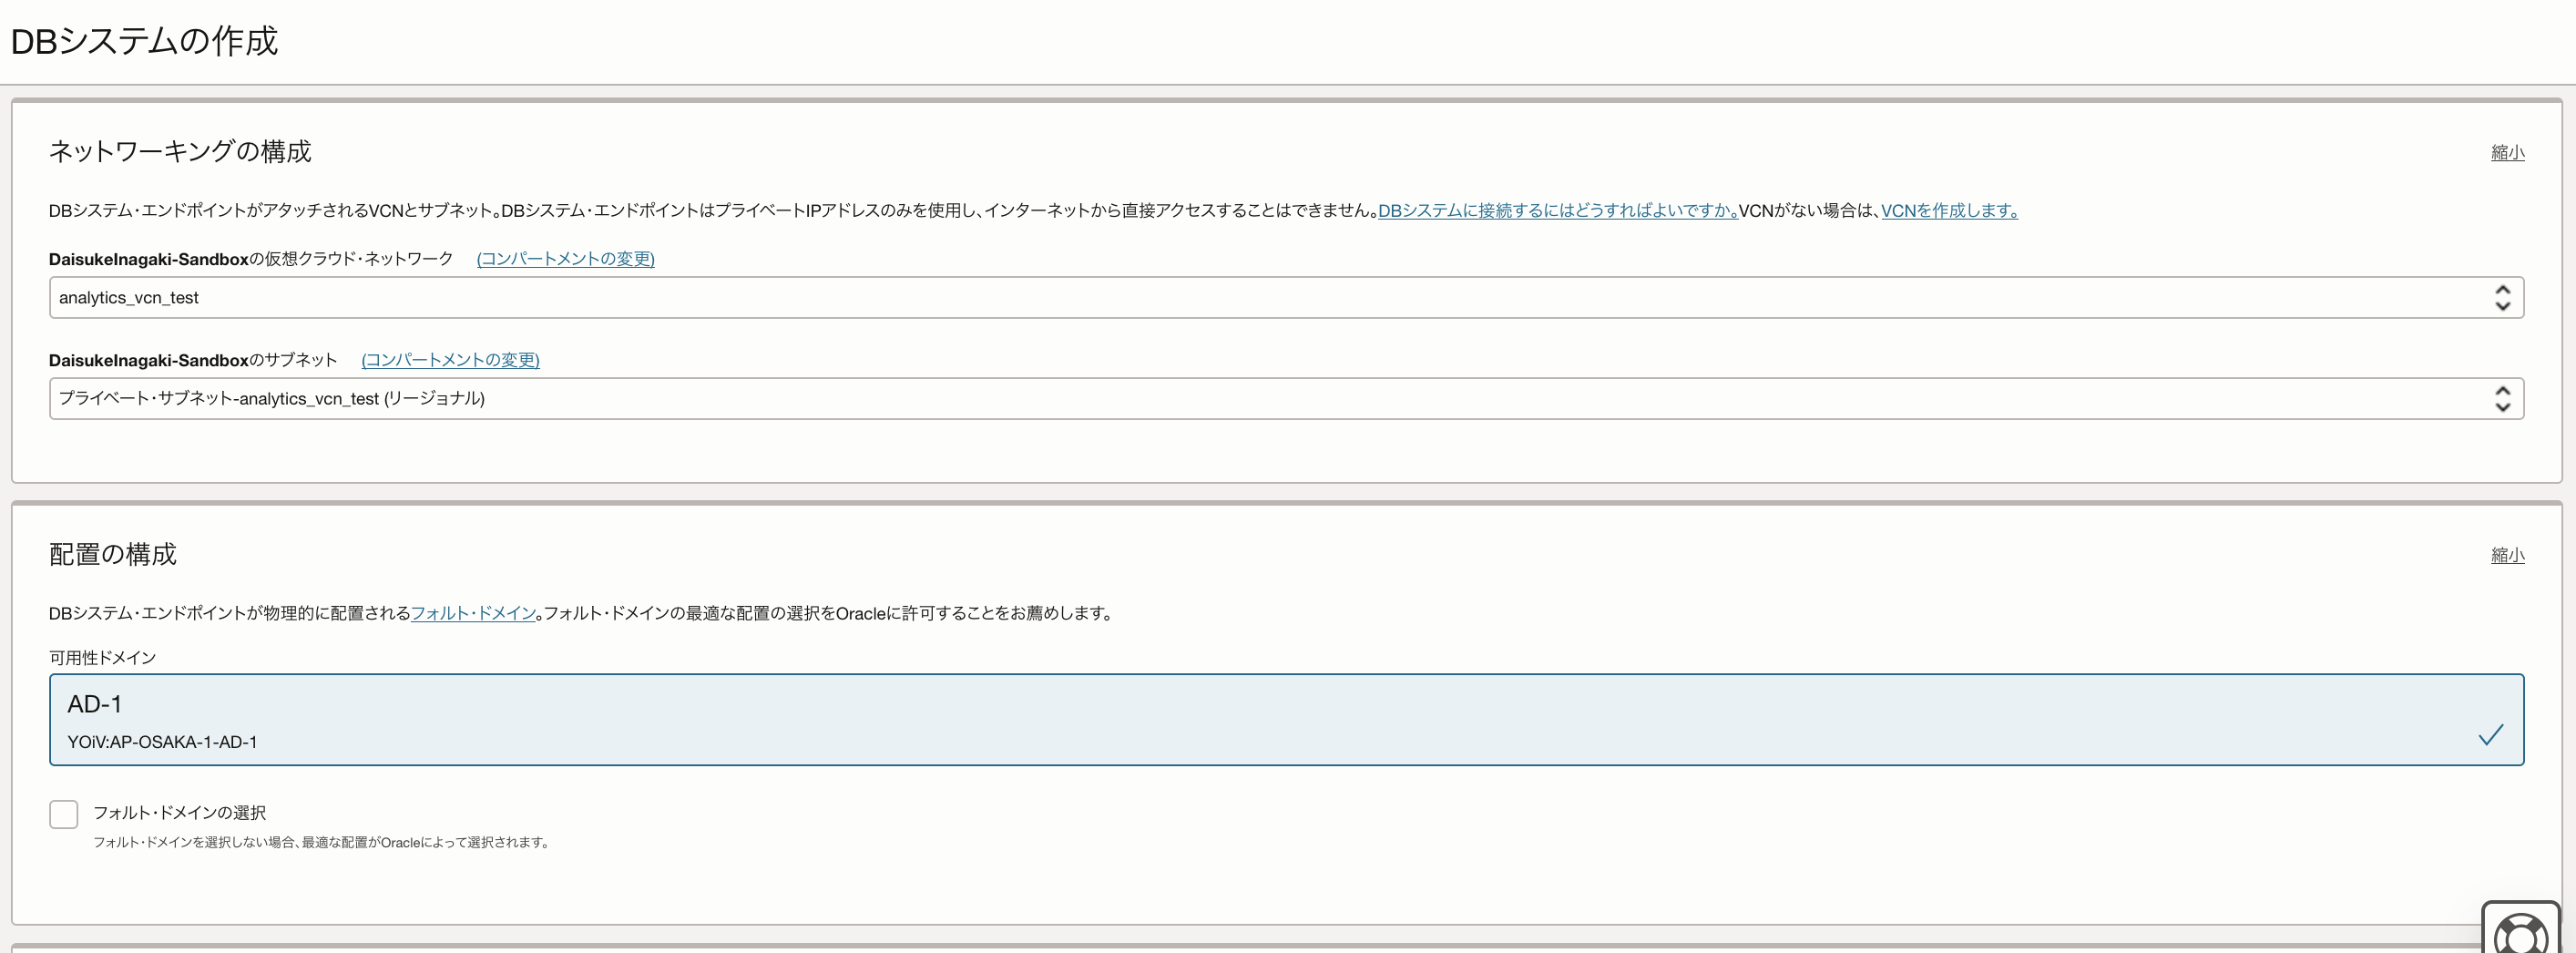 DBシステムの作成
ネットワーキングの構成
縮小
DBシステム・エンドポイントがアタッチされるVCNとサブネット。DBシステム・エンドポイントはプライベートIPアドレスのみを使用し、インターネットから直接アクセスすることはできません。DBシステムに接続するにはどうすればよいですか。VCNがない場合は、VCNを作成します。
DaisukeInagaki-Sandboxの仮想クラウド・ネットワーク (コンパートメントの変更)
analytics_vcn_test
DaisukeInagaki-Sandboxのサブネット (コンパートメントの変更)
プライベート・サブネット-analytics_vcn_test (リージョナル)
配置の構成
縮小
DBシステム・エンドポイントが物理的に配置されるフォルト・ドメイン。フォルト・ドメインの最適な配置の選択をOracleに許可することをお薦めします。
可用性ドメイン
AD-1
YOiV:AP-OSAKA-1-AD-1
フォルト・ドメインの選択
フォルト・ドメインを選択しない場合、最適な配置がOracleによって選択されます。